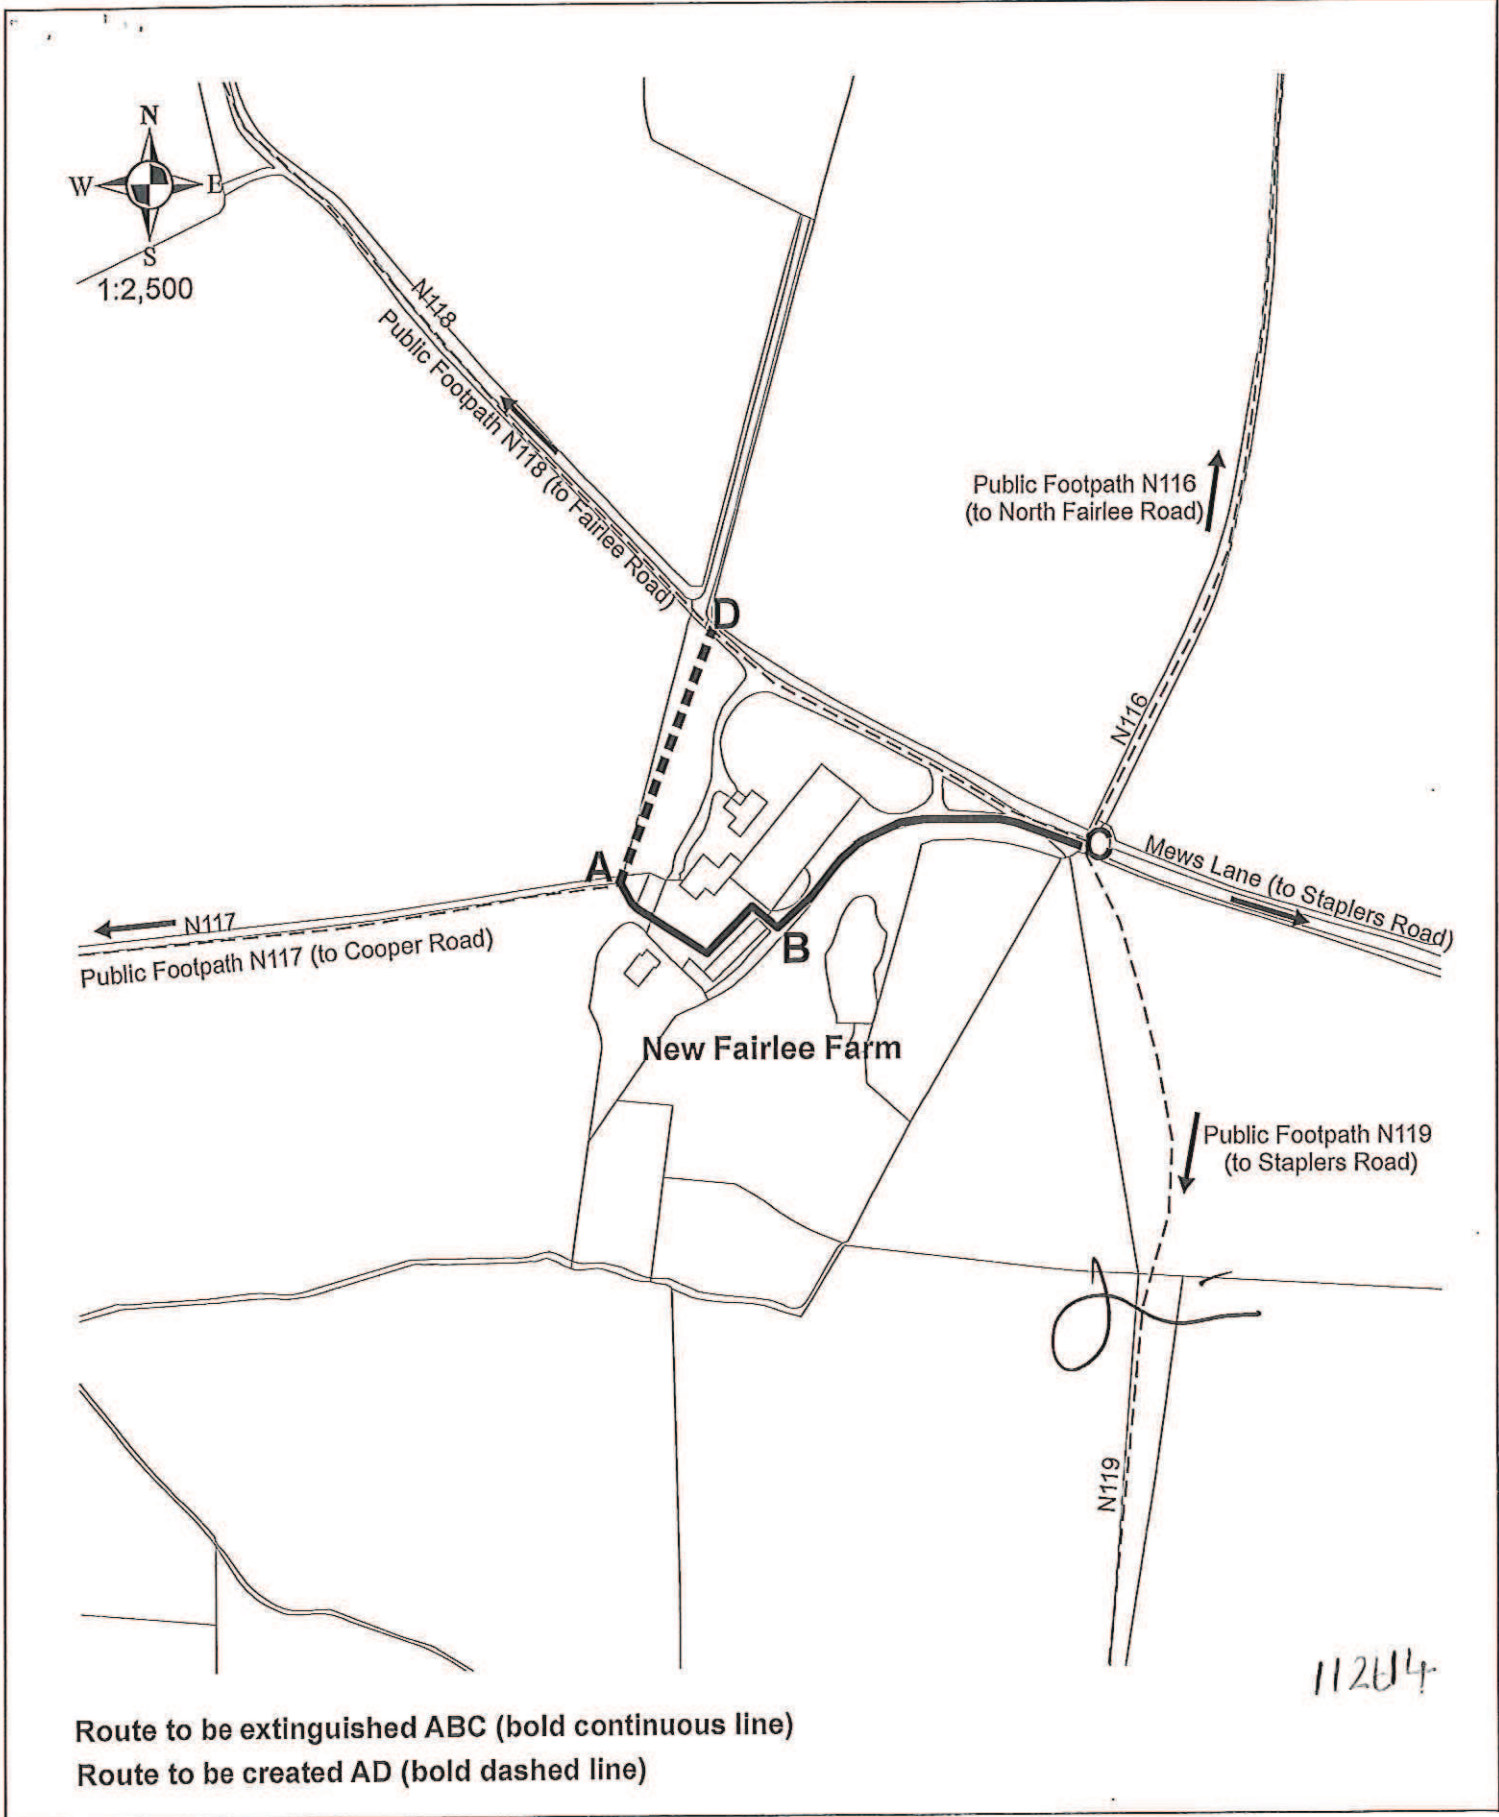 N
W E
S
1:2,500
N118
Public Footpath N118 (to Fairlee Road)
Public Footpath N116
(to North Fairlee Road)
D
N116
A
C
Mews Lane (to Staplers Road)
N117
Public Footpath N117 (to Cooper Road)
B
New Fairlee Farm
Public Footpath N119
(to Staplers Road)
N119
Route to be extinguished ABC (bold continuous line)
Route to be created AD (bold dashed line)